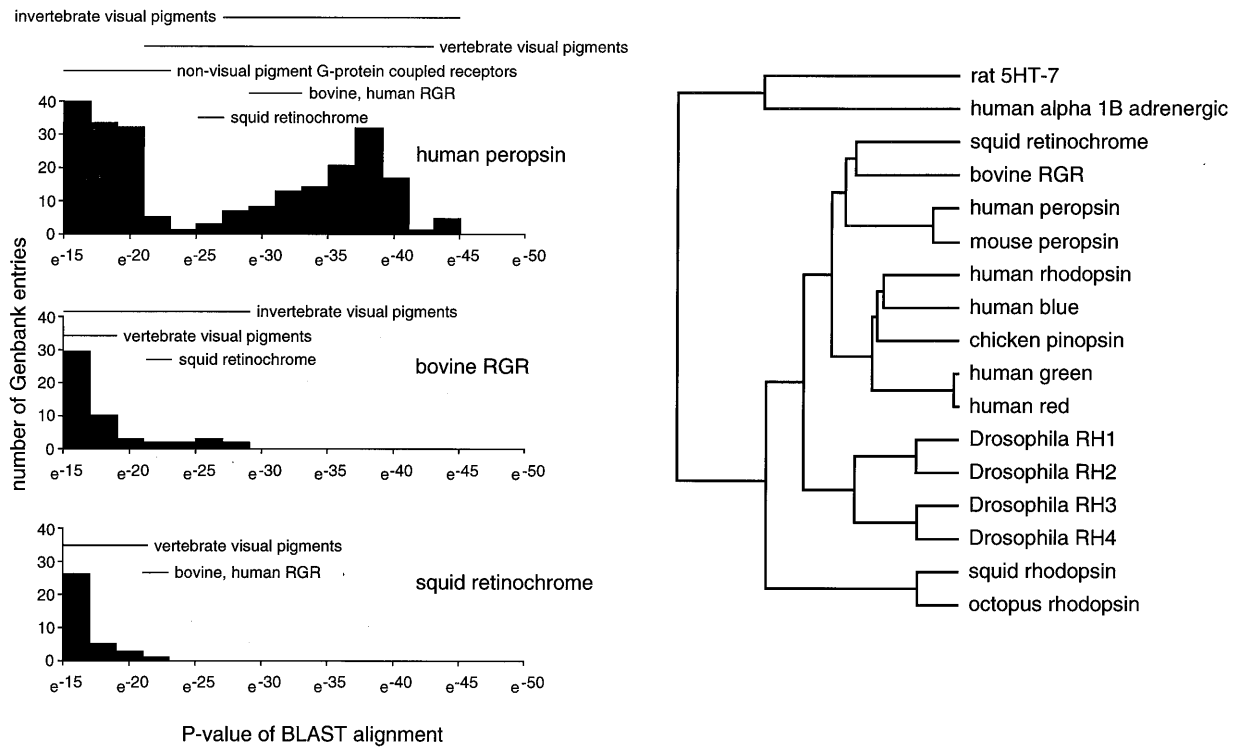 invertebrate visual pigments
vertebrate visual pigments
non-visual pigment G-protein coupled receptors
bovine, human RGR
squid retinochrome
human peropsin
40
30
20
10
0
e-15 e-20 e-25 e-30 e-35 e-40 e-45 e-50
number of Genbank entries
invertebrate visual pigments
vertebrate visual pigments
squid retinochrome
bovine RGR
40
30
20
10
0
e-15 e-20 e-25 e-30 e-35 e-40 e-45 e-50
vertebrate visual pigments
bovine, human RGR
squid retinochrome
40
30
20
10
0
e-15 e-20 e-25 e-30 e-35 e-40 e-45 e-50
P-value of BLAST alignment
rat 5HT-7
human alpha 1B adrenergic
squid retinochrome
bovine RGR
human peropsin
mouse peropsin
human rhodopsin
human blue
chicken pinopsin
human green
human red
Drosophila RH1
Drosophila RH2
Drosophila RH3
Drosophila RH4
squid rhodopsin
octopus rhodopsin